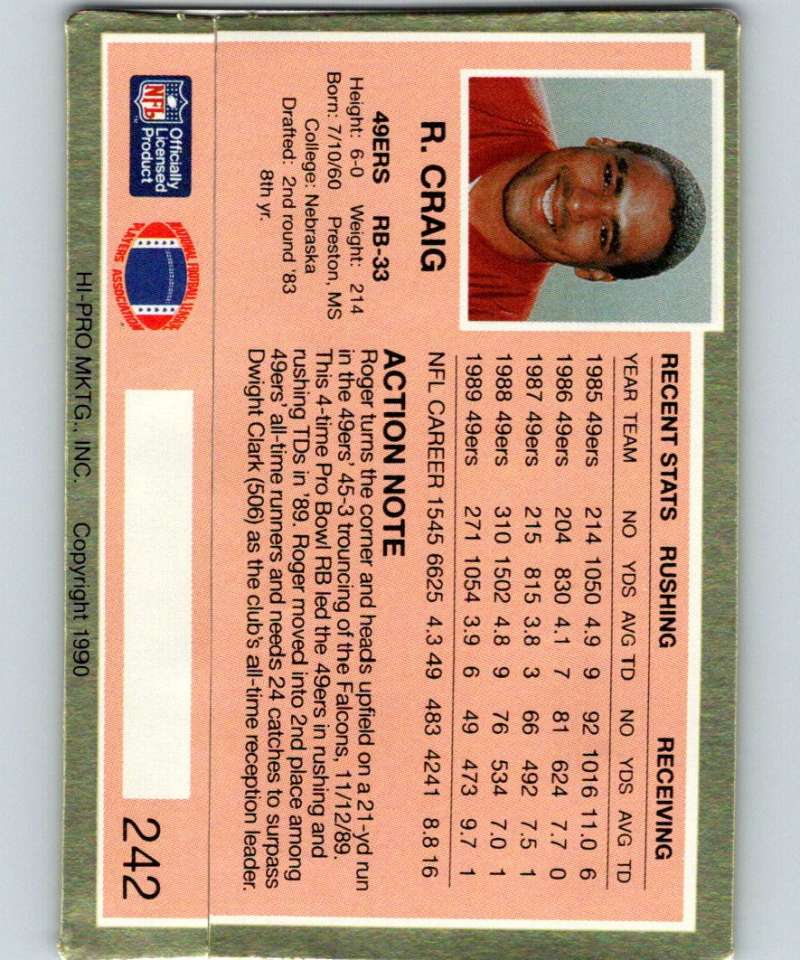 R. CRAIG
49ERS RB-33
Height: 6-0 Weight: 214
Born: 7/10/60 Preston, MS
College: Nebraska
Drafted: 2nd round '83
8th yr.
RECENT STATS RUSHING RECEIVING
YEAR TEAM NO YDS AVG TD NO YDS AVG TD
1985 49ers 214 1050 4.9 9 92 1016 11.0 6
1986 49ers 204 830 4.1 7 81 624 7.7 0
1987 49ers 215 815 3.8 3 66 492 7.5 1
1988 49ers 310 1502 4.8 9 76 534 7.0 1
1989 49ers 271 1054 3.9 6 49 473 9.7 1
NFL CAREER 1545 6625 4.3 49 483 4241 8.8 16
ACTION NOTE
Roger turns the corner and heads upfield on a 21-yd run
in the 49ers' 45-3 trouncing of the Falcons, 11/12/89.
This 4-time Pro Bowl RB led the 49ers in rushing and
rushing TDs in '89. Roger moved into 2nd place among
49ers' all-time runners and needs 24 catches to surpass
Dwight Clark (506) as the club's all-time reception leader.
NFL
Officially
Licensed
Product
NATIONAL FOOTBALL LEAGUE
PLAYERS ASSOCIATION
242
HI-PRO MKTG., INC. Copyright 1990